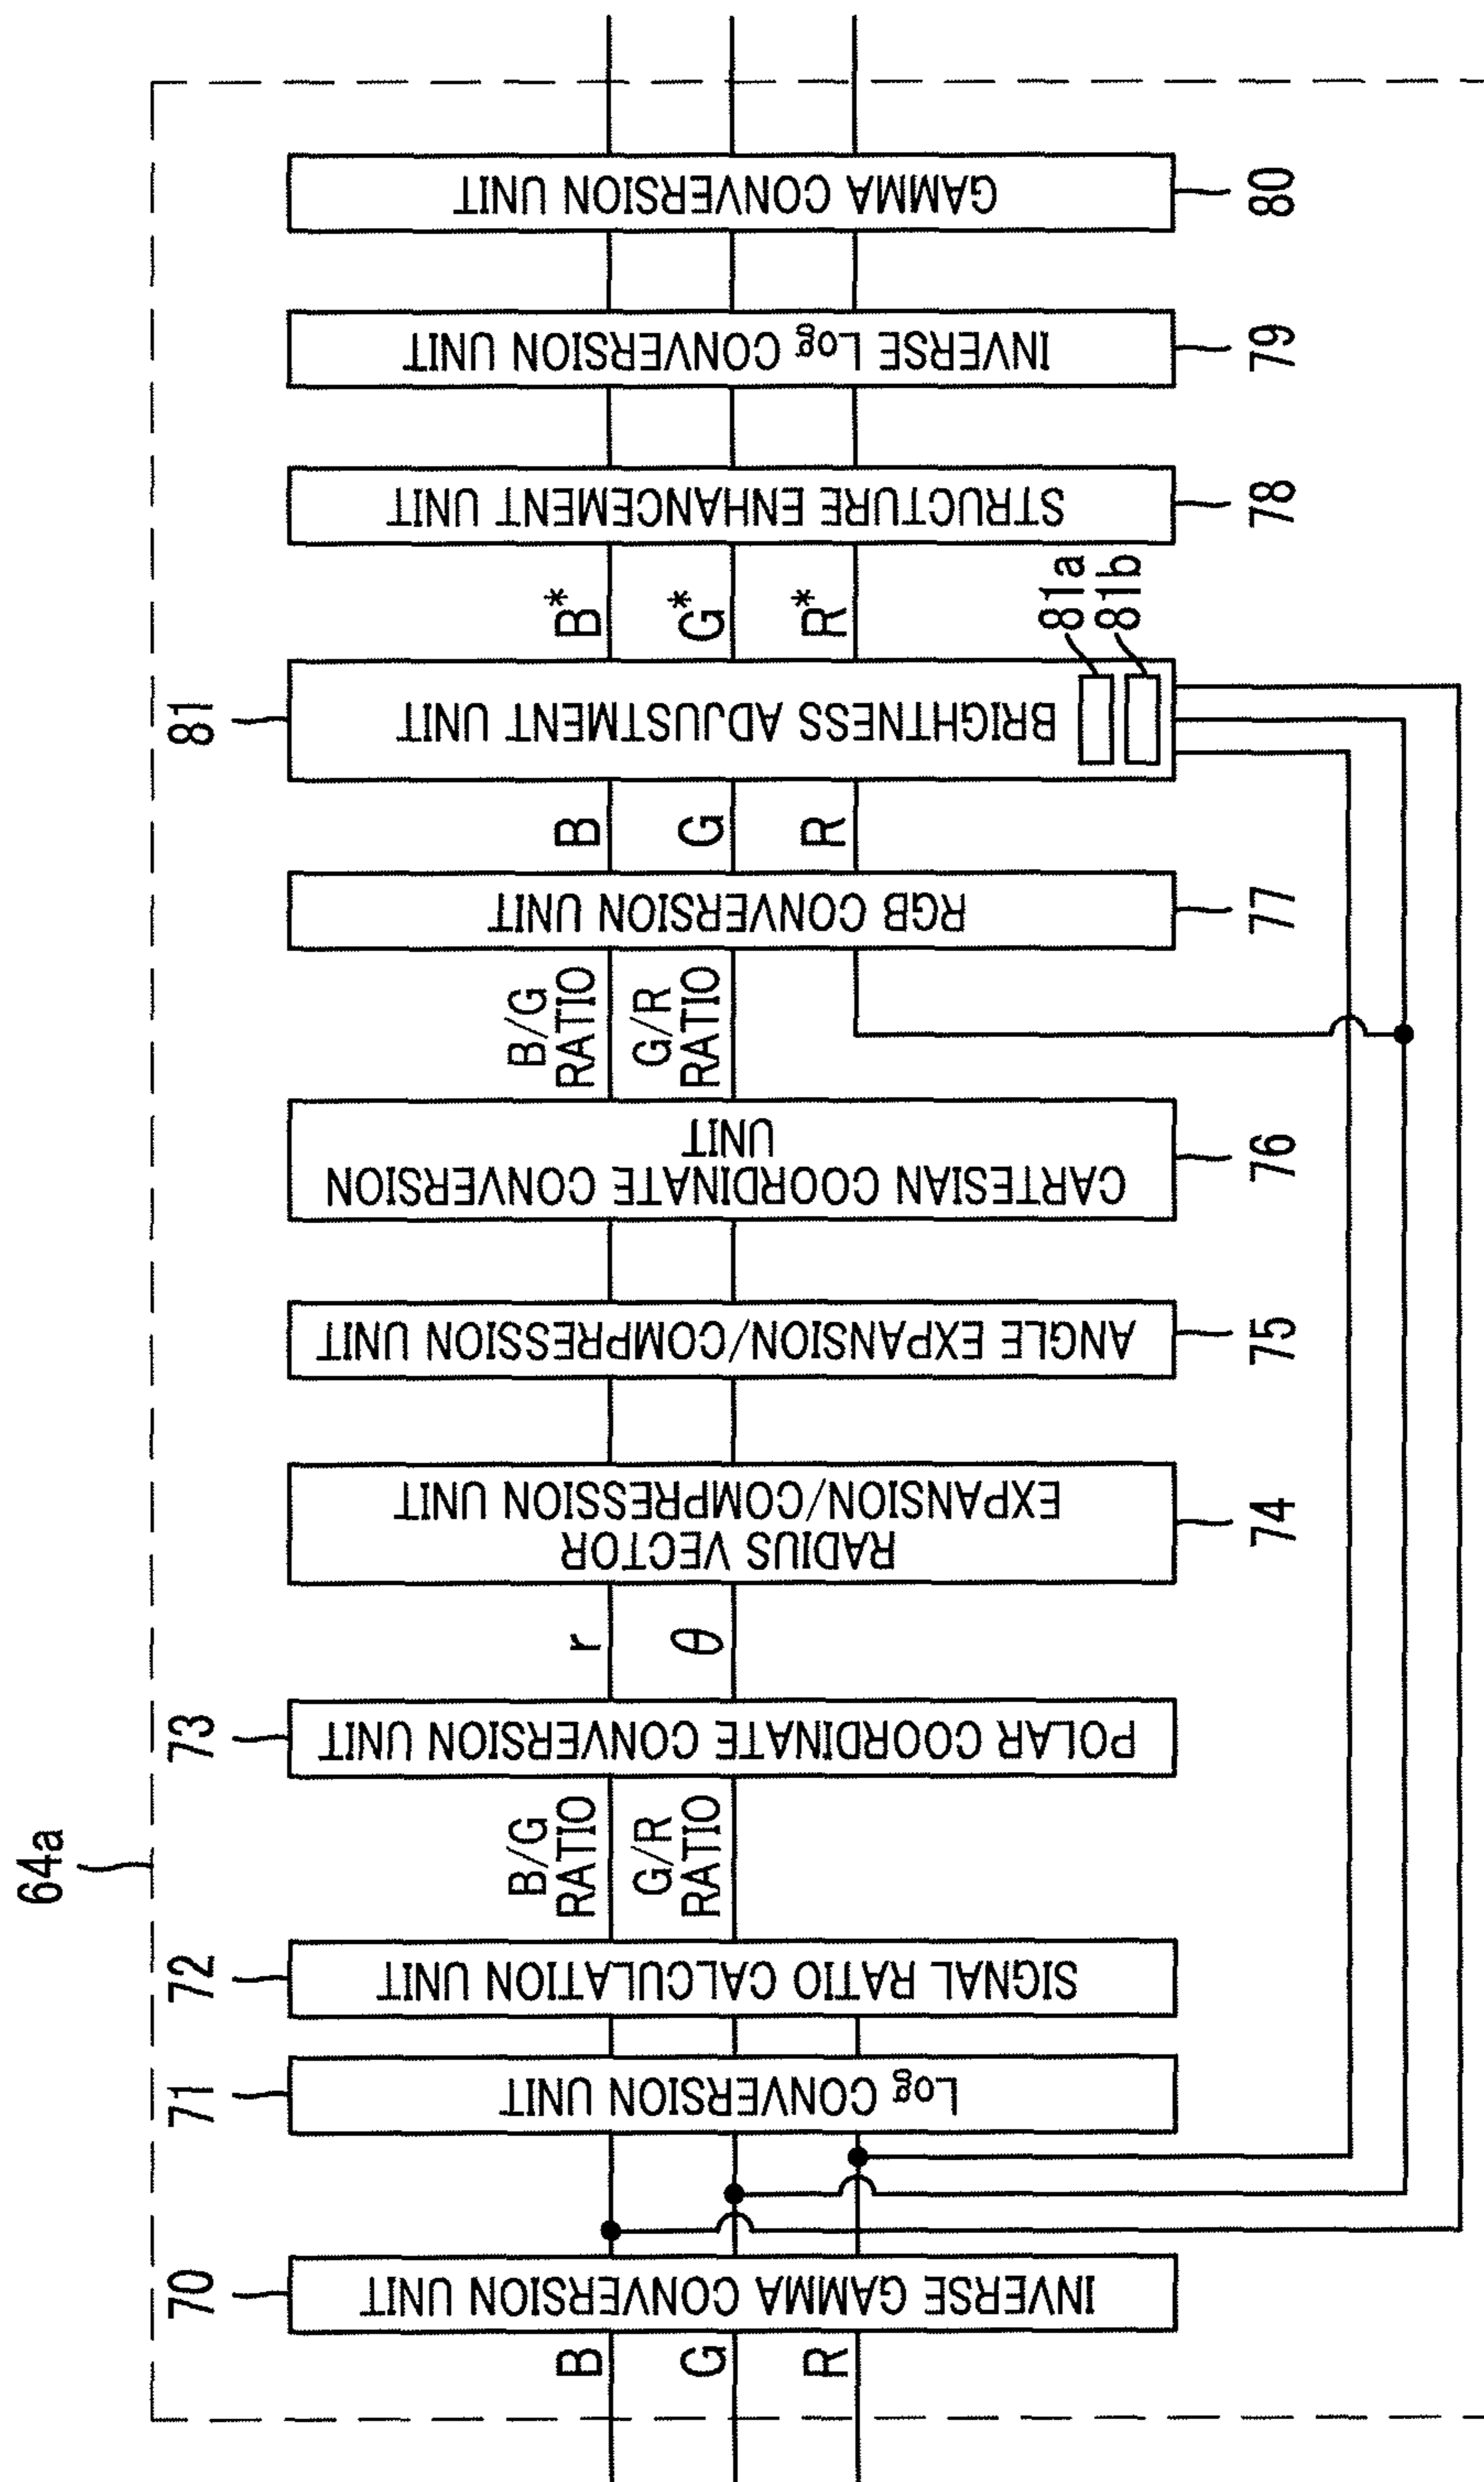 64a
70
71
72
73
81
B
G
R
INVERSE GAMMA CONVERSION UNIT
Log CONVERSION UNIT
SIGNAL RATIO CALCULATION UNIT
B/G
RATIO
G/R
RATIO
POLAR COORDINATE CONVERSION UNIT
r
θ
RADIUS VECTOR
EXPANSION/COMPRESSION UNIT
74
ANGLE EXPANSION/COMPRESSION UNIT
75
CARTESIAN COORDINATE CONVERSION
UNIT
76
B/G
RATIO
G/R
RATIO
RGB CONVERSION UNIT
77
B
G
R
BRIGHTNESS ADJUSTMENT UNIT
81a
81b
B*
G*
R*
STRUCTURE ENHANCEMENT UNIT
78
INVERSE Log CONVERSION UNIT
79
GAMMA CONVERSION UNIT
80